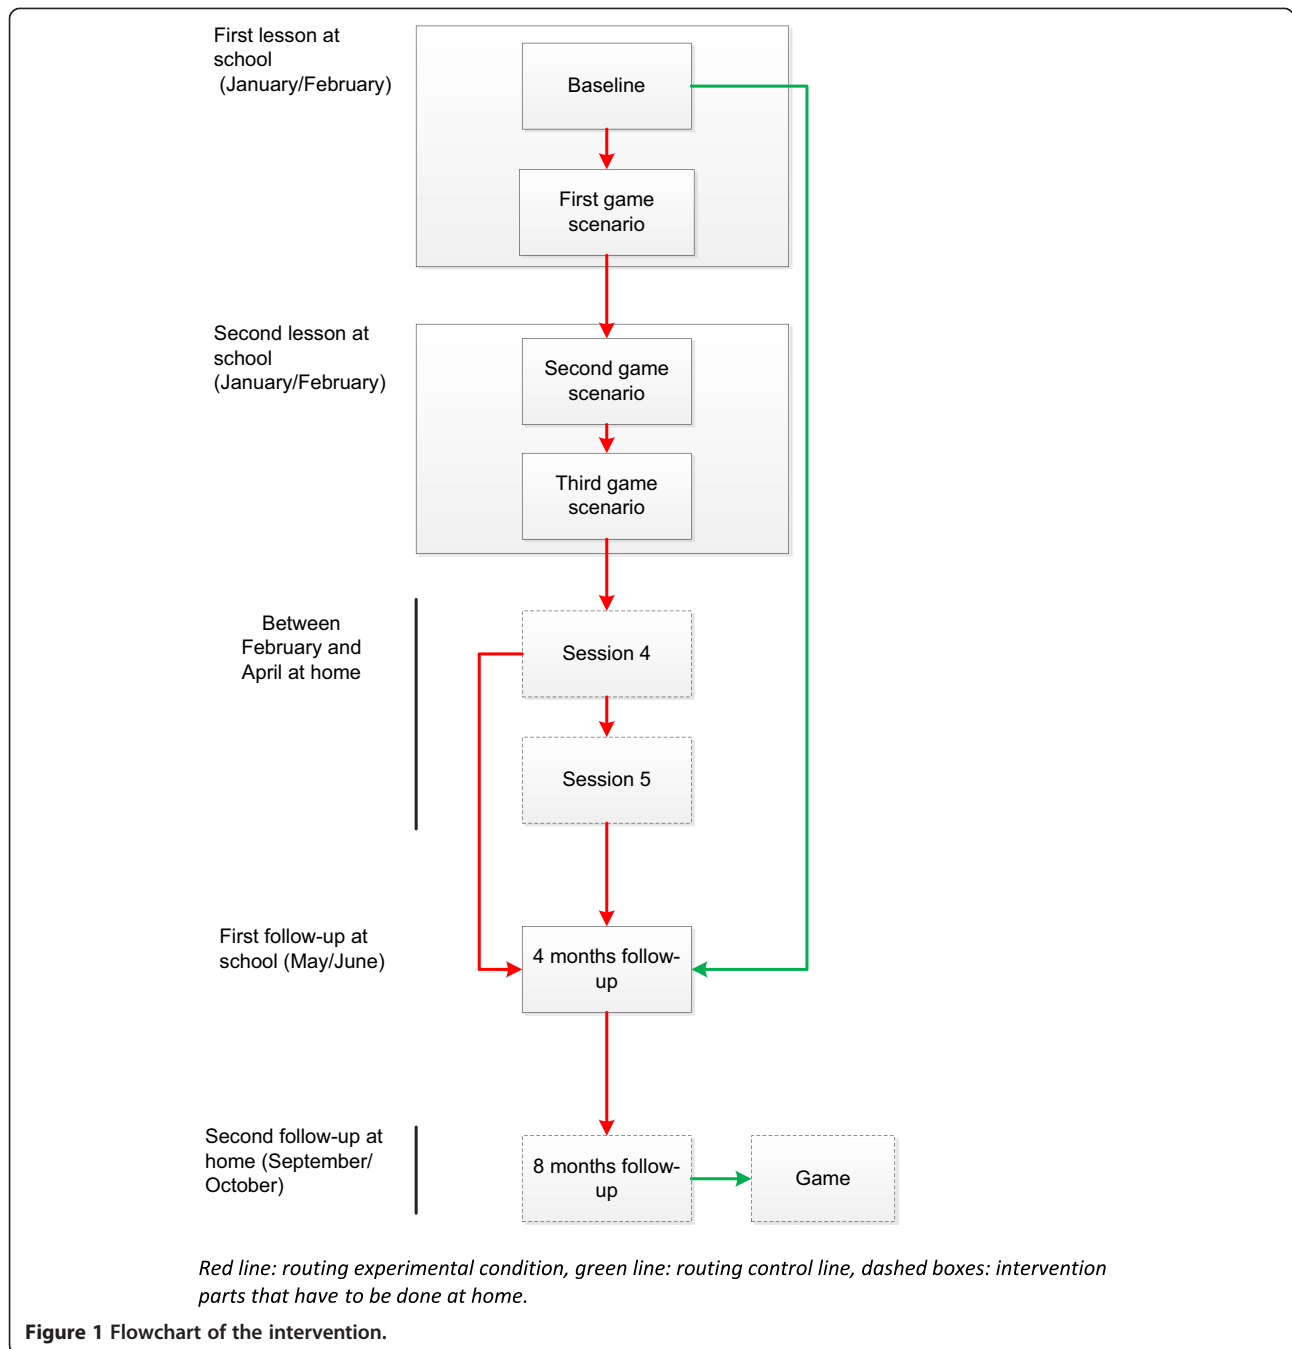 First lesson at
school
(January/February)
Baseline
First game
scenario
Second lesson at
school
(January/February)
Second game
scenario
Third game
scenario
Between
February and
April at home
Session 4
Session 5
First follow-up at
school (May/June)
4 months follow-
up
Second follow-up at
home (September/
October)
8 months follow-
up
Game
Red line: routing experimental condition, green line: routing control line, dashed boxes: intervention
parts that have to be done at home.
Figure 1 Flowchart of the intervention.